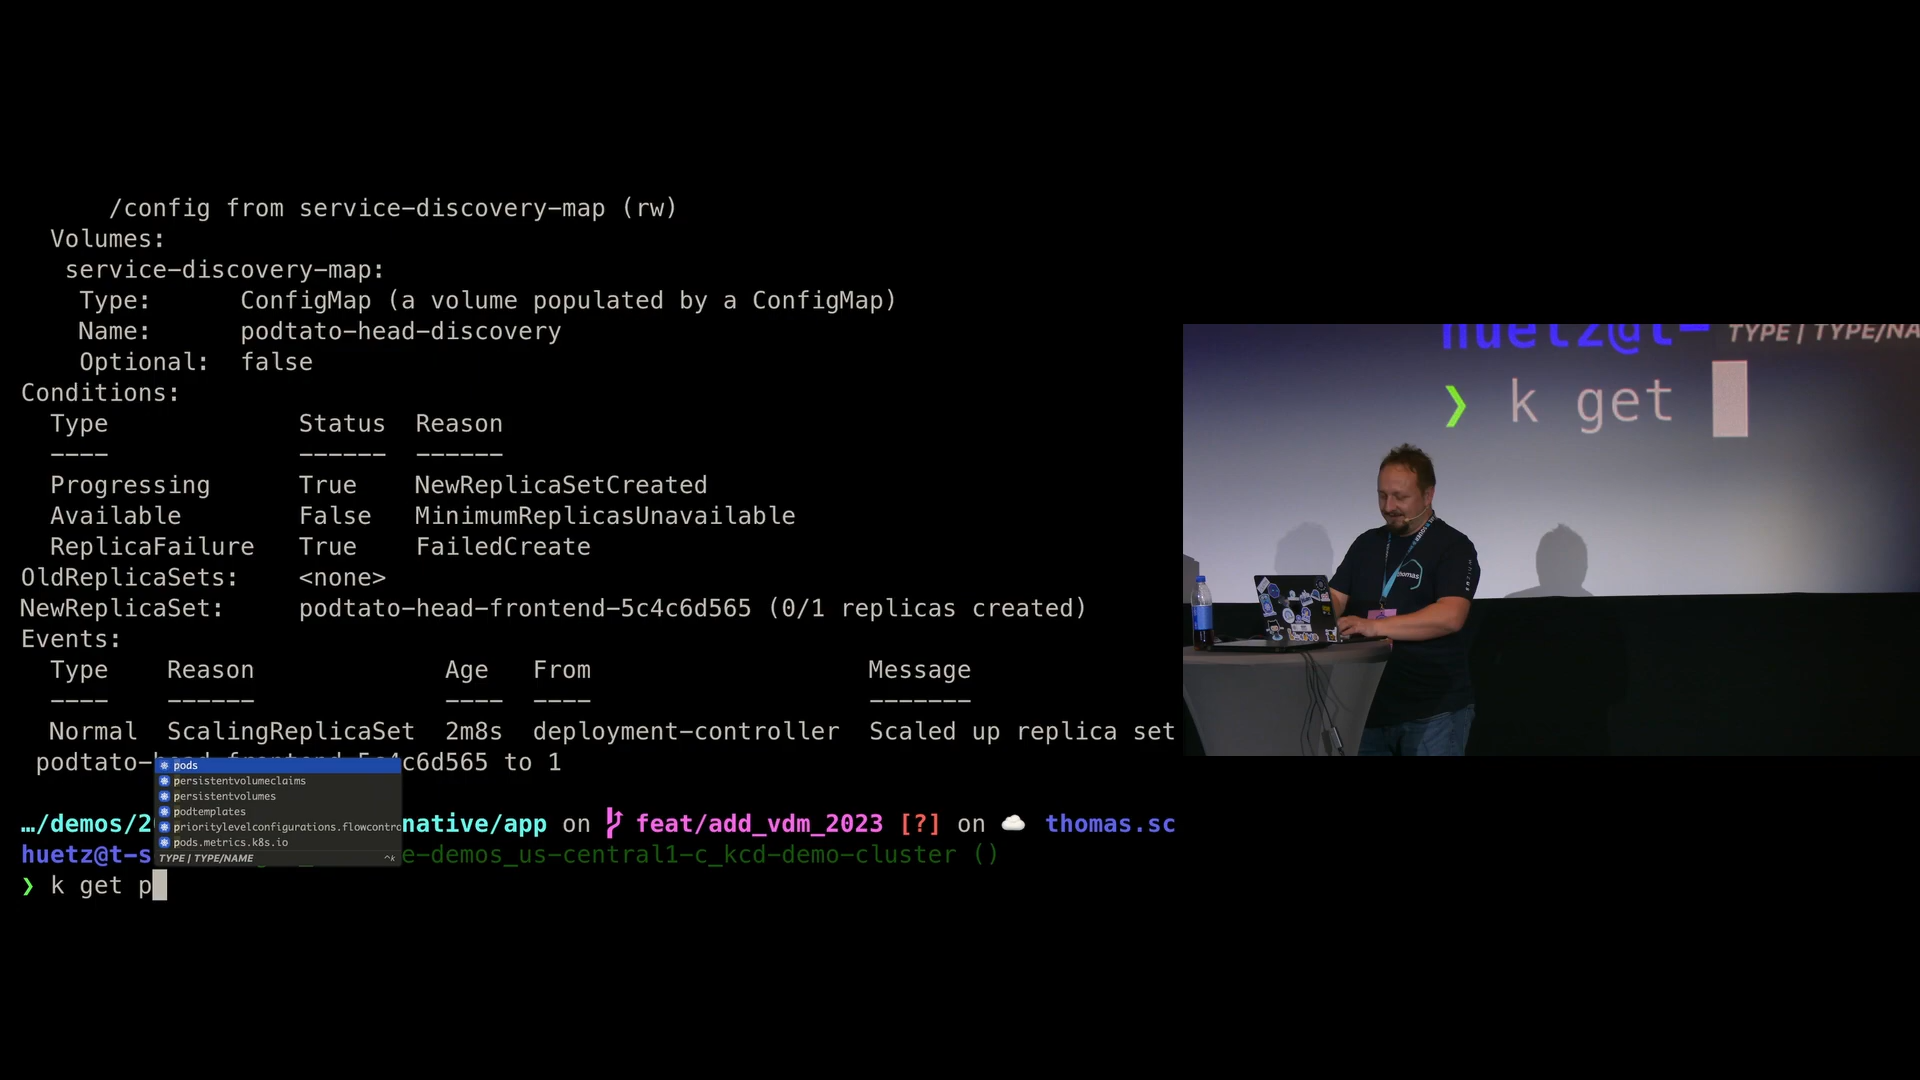 /config from service-discovery-map (rw)
Volumes:
service-discovery-map:
Type: ConfigMap (a volume populated by a ConfigMap)
Name: podtato-head-discovery
Optional: false
Conditions:
Type Status Reason
---- ------ ------
Progressing True NewReplicaSetCreated
Available False MinimumReplicasUnavailable
ReplicaFailure True FailedCreate
OldReplicaSets: <none>
NewReplicaSet: podtato-head-frontend-5c4c6d565 (0/1 replicas created)
Events:
Type Reason Age From Message
---- ------ ---- ---- -------
Normal ScalingReplicaSet 2m8s deployment-controller Scaled up replica set
podtato-head-frontend-5c4c6d565 to 1
pods
persistentvolumeclaims
persistentvolumes
podtemplates
prioritylevelconfigurations.flowcontro
pods.metrics.k8s.io
TYPE | TYPE/NAME ^k
…/demos/2 native/app on feat/add_vdm_2023 [?] on thomas.sc
huetz@t-s e-demos_us-central1-c_kcd-demo-cluster ()
❯ k get p
huetz@t- TYPE | TYPE/NA
❯ k get
thomas